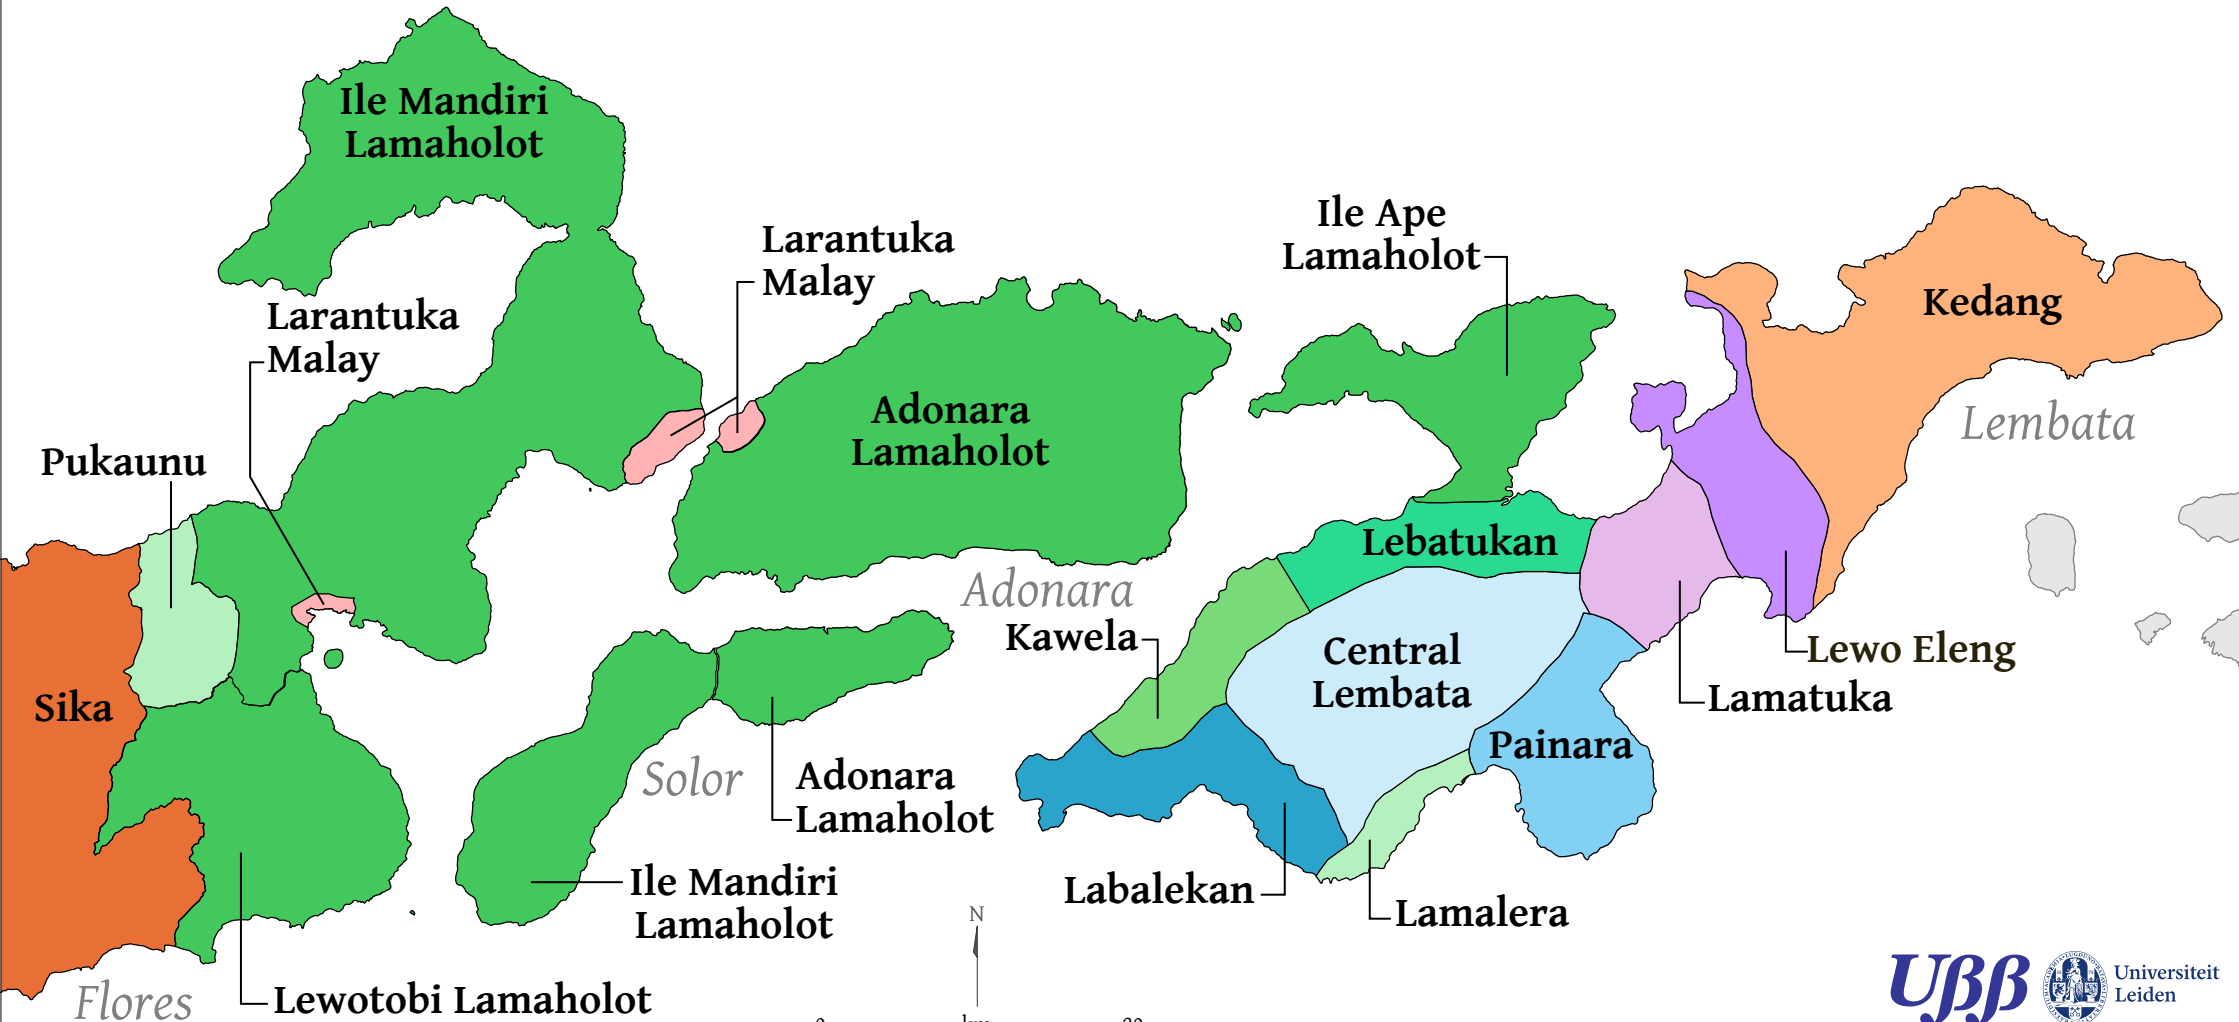 Ile Mandiri
Lamaholot
Larantuka
Malay
Larantuka
Malay
Ile Ape
Lamaholot
Kedang
Lembata
Adonara
Lamaholot
Pukaunu
Lebatukan
Adonara
Kawela
Central
Lembata
Lewo Eleng
Lamatuka
Sika
Painara
Solor
Adonara
Lamaholot
Ile Mandiri
Lamaholot
Labalekan
Lamalera
N
Flores
Lewotobi Lamaholot
Uββ
Universiteit
Leiden